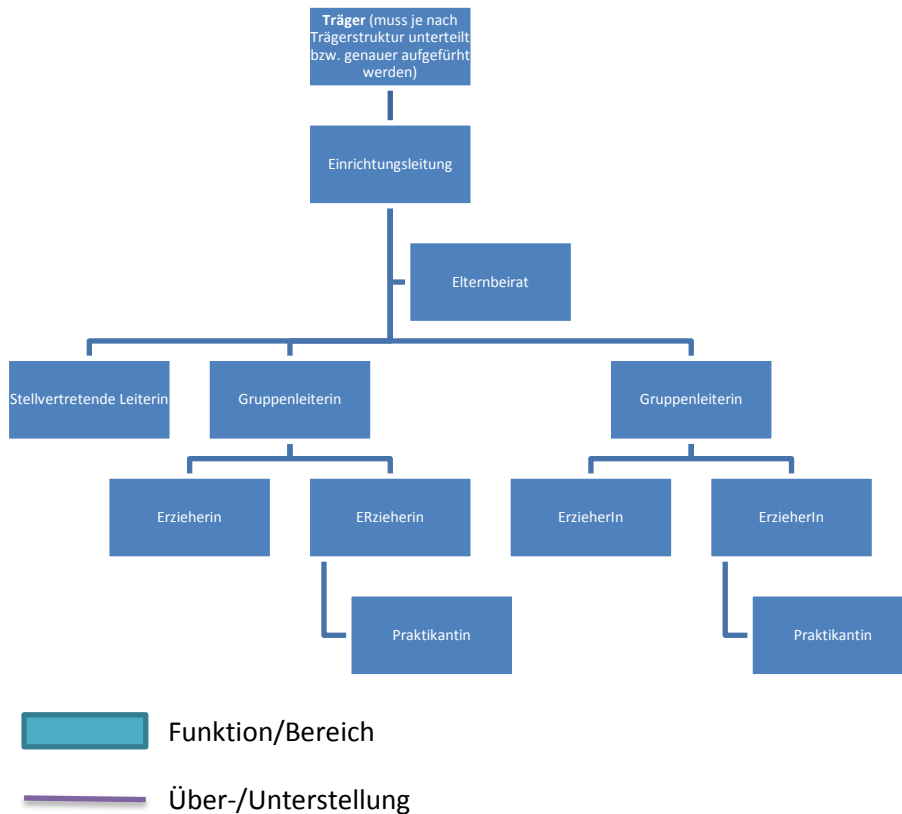 Träger (muss je nach
Trägerstruktur unterteilt
bzw. genauer aufgefürht
werden)
Einrichtungsleitung
Elternbeirat
Stellvertretende Leiterin
Gruppenleiterin
Gruppenleiterin
Erzieherin
ERzieherin
ErzieherIn
ErzieherIn
Praktikantin
Praktikantin
Funktion/Bereich
Über-/Unterstellung